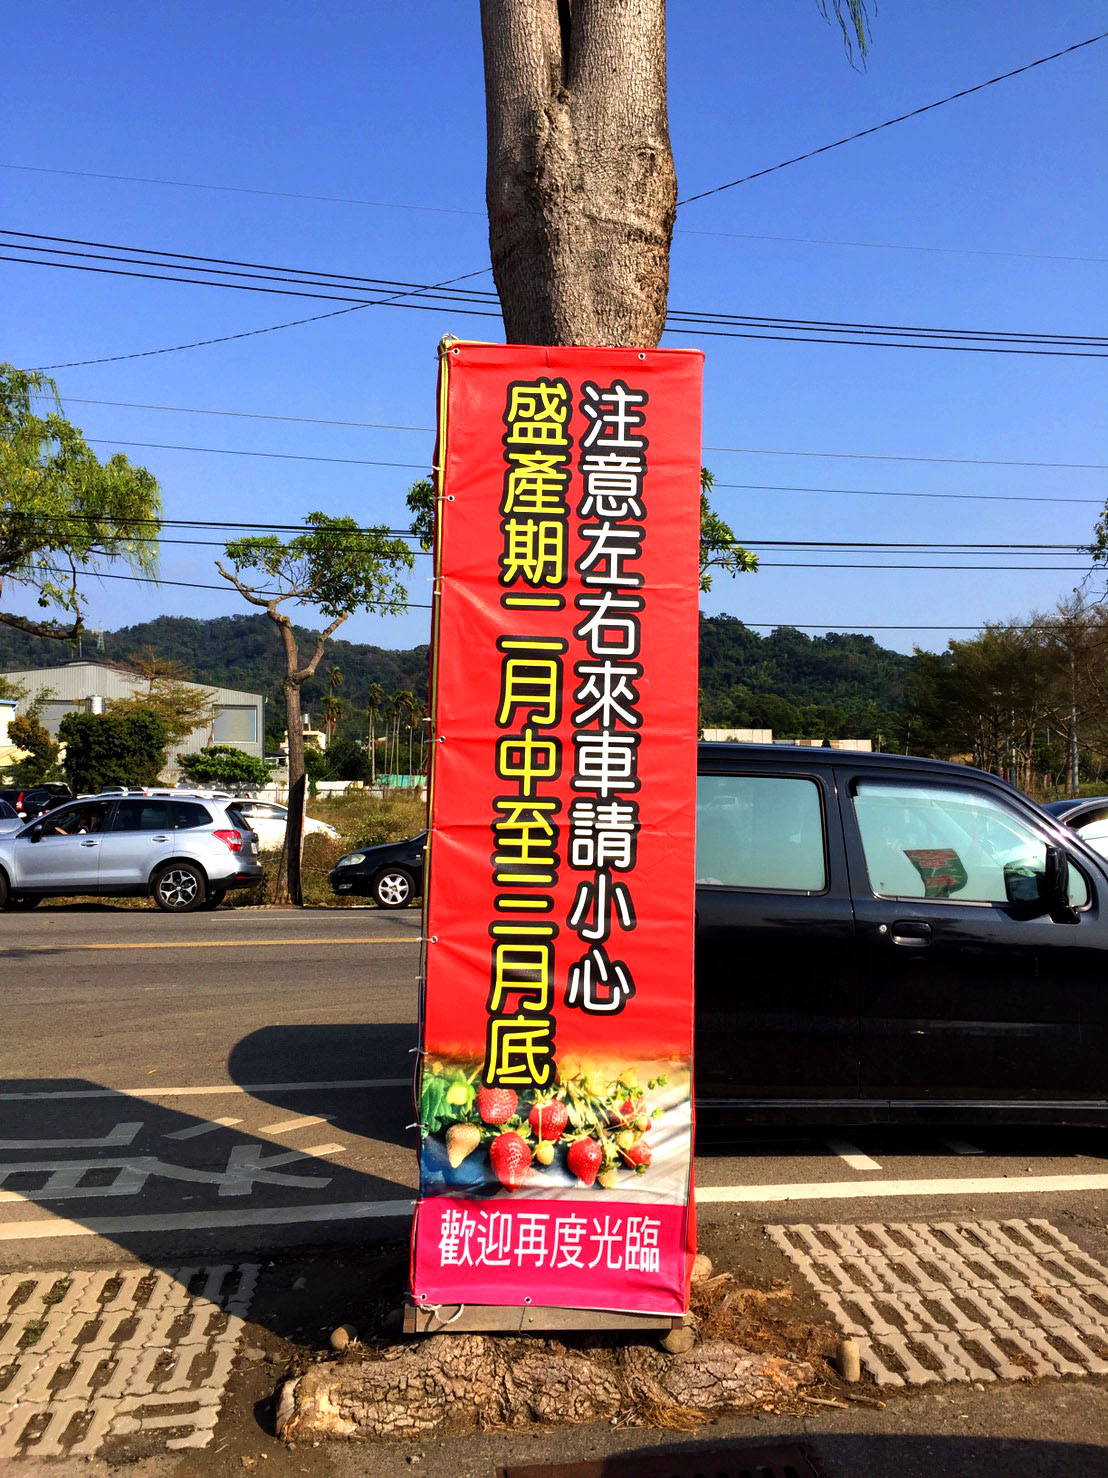 注意左右來車請小心
盛產期二月中至三月底
歡迎再度光臨